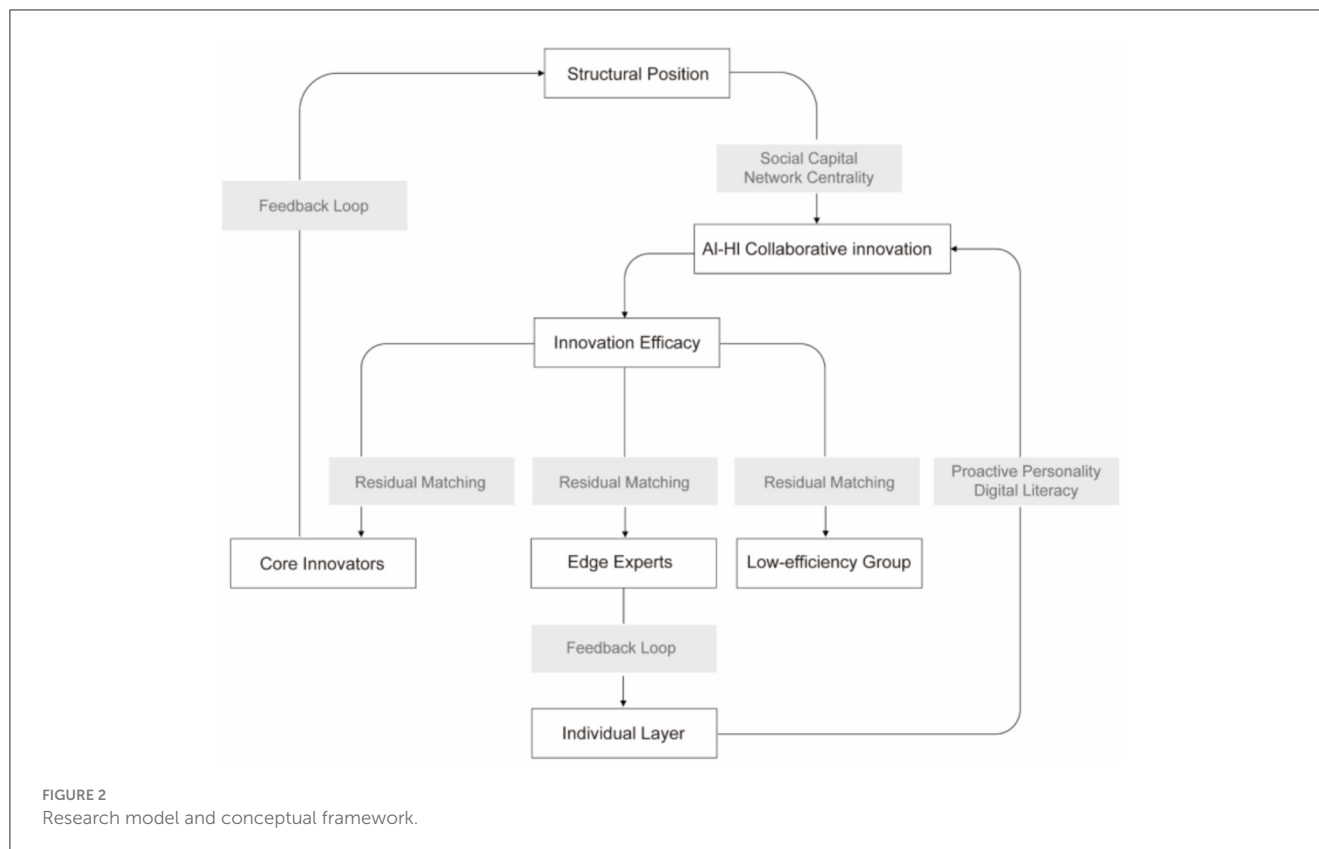 Structural Position
Social Capital
Network Centrality
Feedback Loop
AI-HI Collaborative innovation
Innovation Efficacy
Residual Matching
Residual Matching
Residual Matching
Proactive Personality
Digital Literacy
Core Innovators
Edge Experts
Low-efficiency Group
Feedback Loop
Individual Layer
FIGURE 2
Research model and conceptual framework.